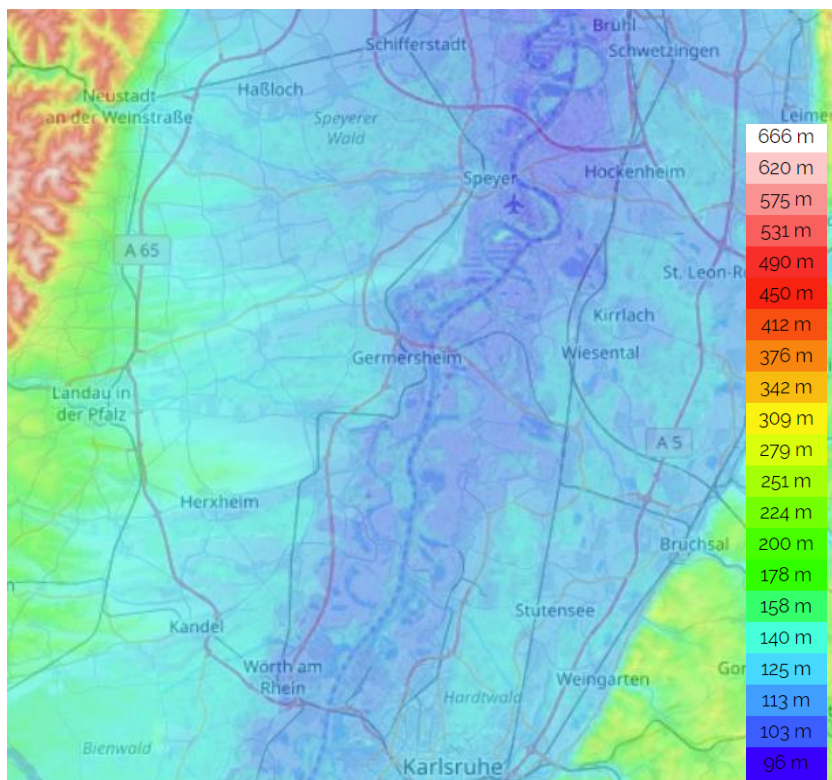 Brühl
Schifferstadt
Schwetzingen
Haßloch
Neustadt
an der Weinstraße
Speyerer
Wald
Leime
Speyer
Hockenheim
A 65
St. Leon-R
Kirrlach
Germersheim
Wiesental
Landau in
der Pfalz
A 5
Herxheim
Bruchsal
Stutensee
Kandel
Wörth am
Rhein
Hardtwald
Weingarten
Gon
Bienwald
Karlsruhe
666 m
620 m
575 m
531 m
490 m
450 m
412 m
376 m
342 m
309 m
279 m
251 m
224 m
200 m
178 m
158 m
140 m
125 m
113 m
103 m
96 m